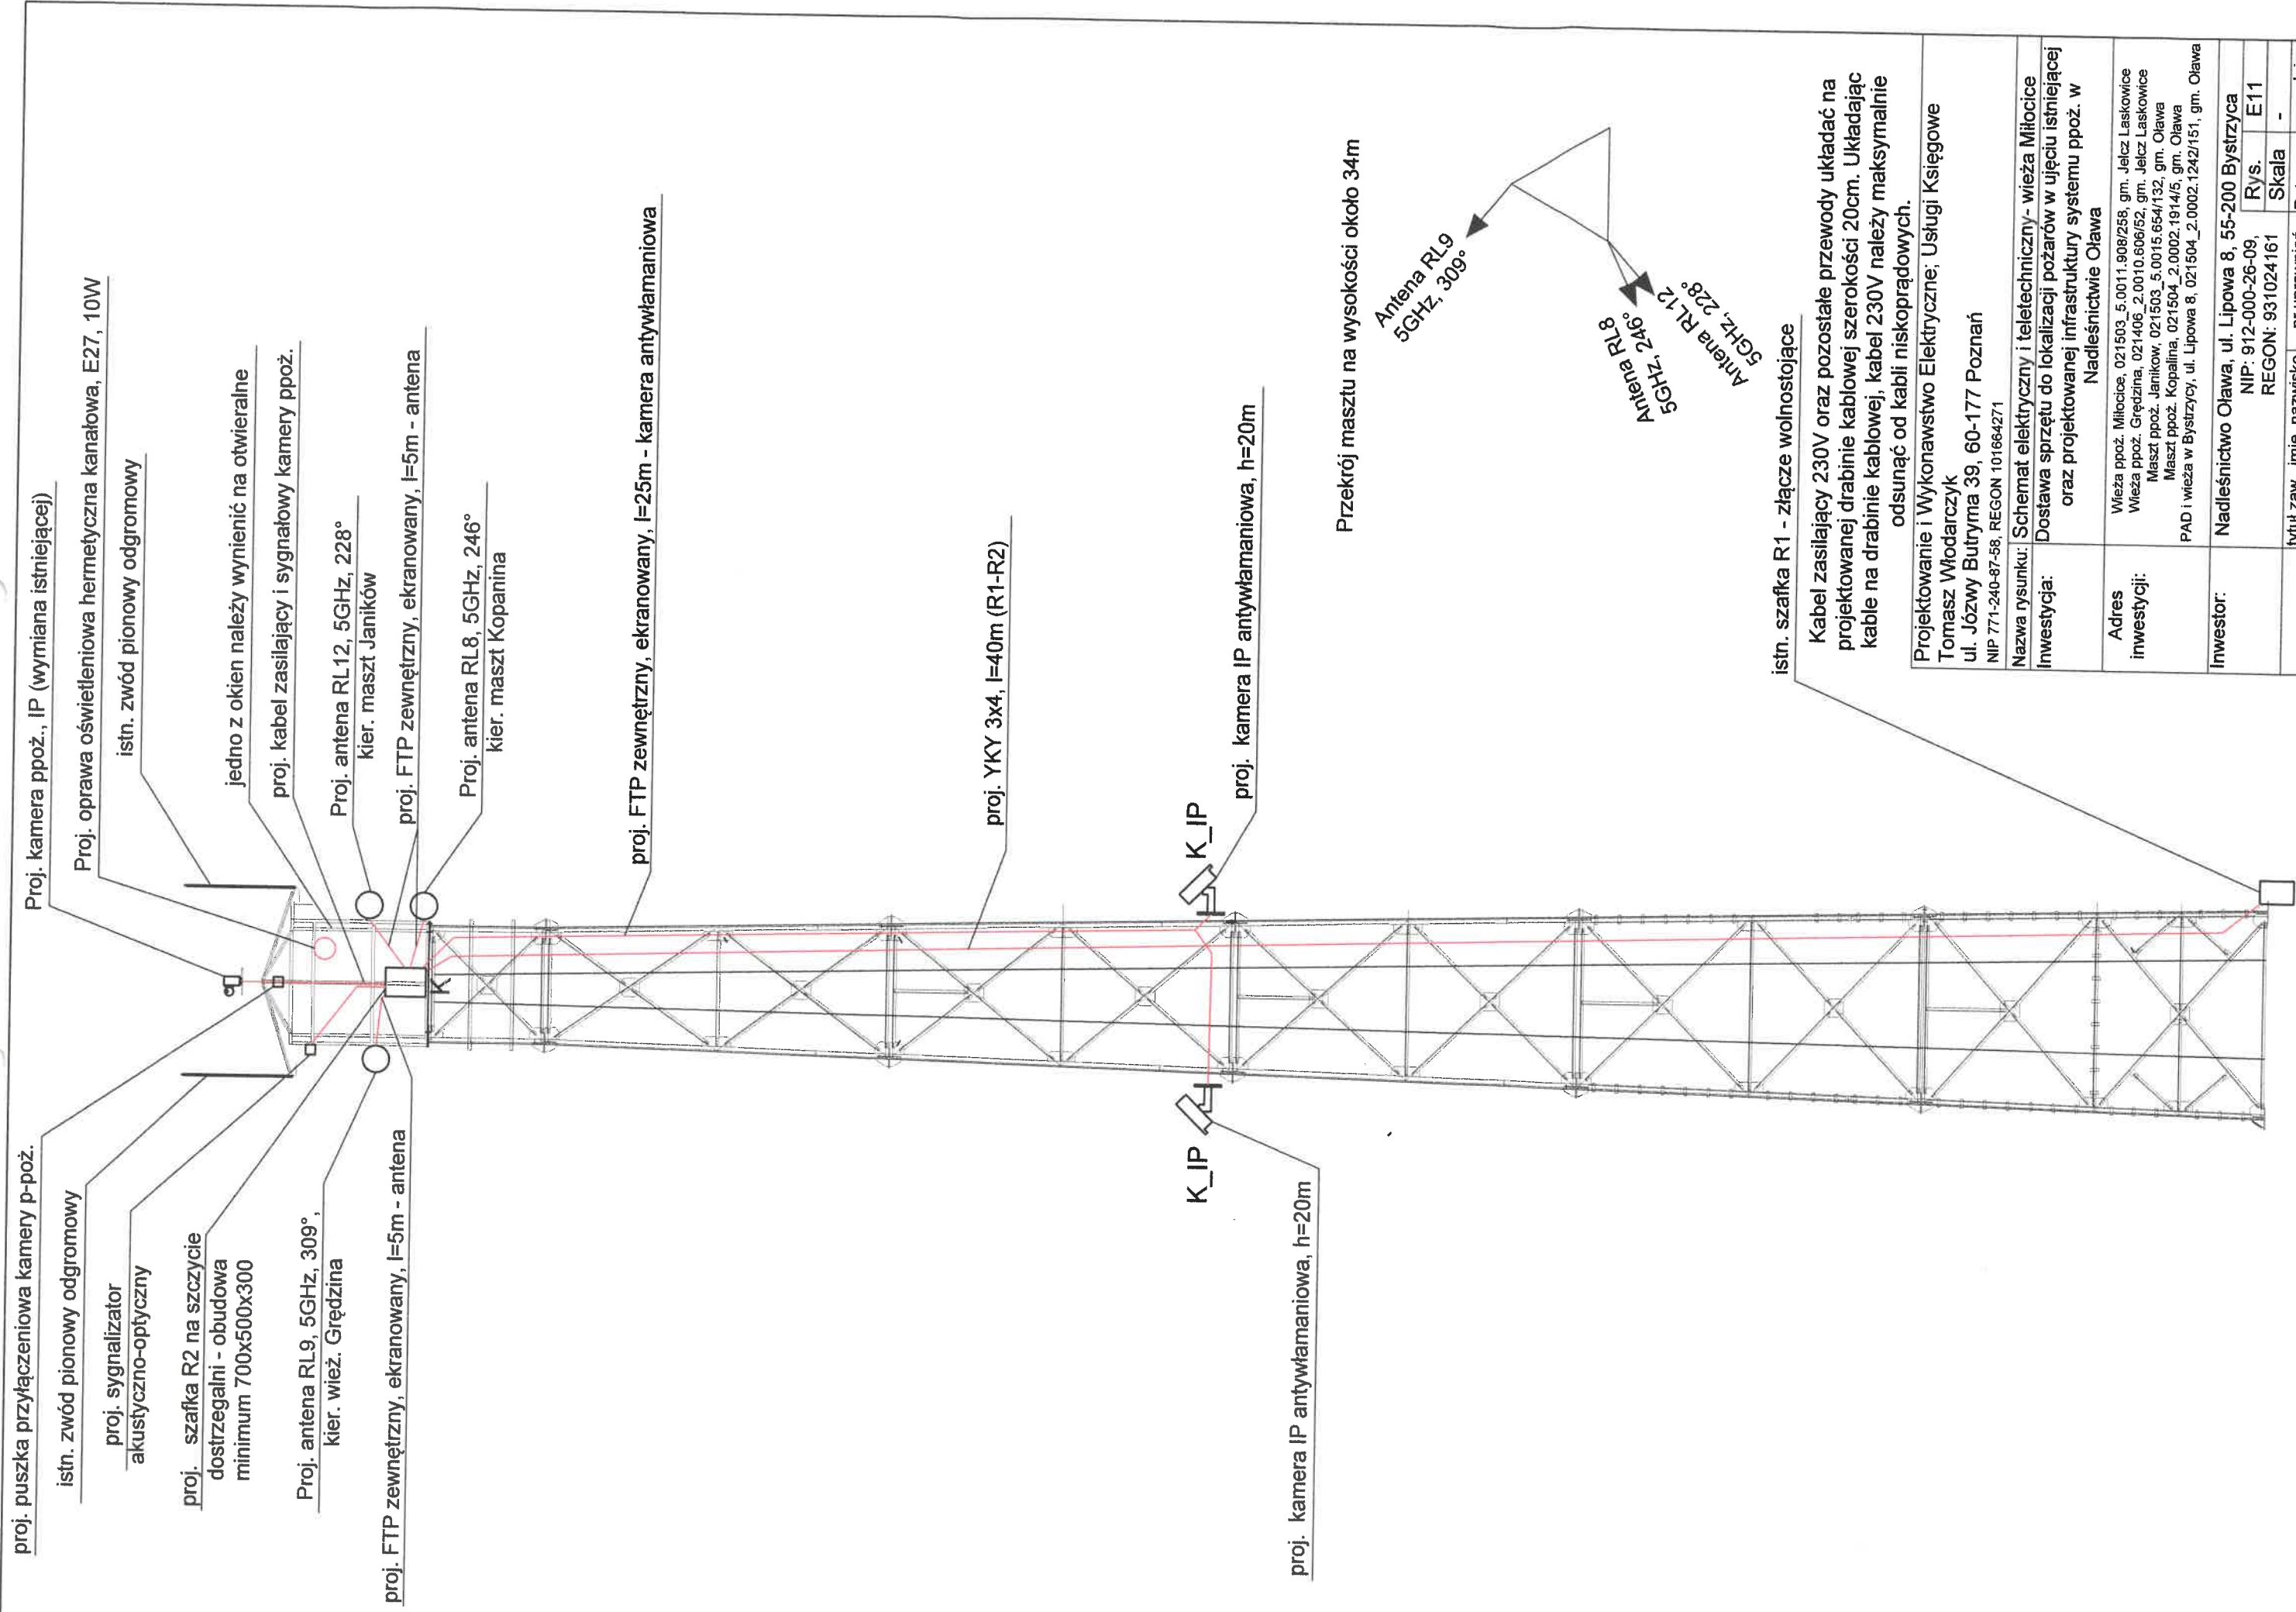 proj. puszka przyłączeniowa kamery p-poż.
istn. zwód pionowy odgromowy
proj. sygnalizator
akustyczno-optyczny
proj. szafka R2 na szczycie
dostrzegalni - obudowa
minimum 700x500x300
Proj. antena RL9, 5GHz, 309°,
kier. wież. Grędzina
proj. FTP zewnętrzny, ekranowany, l=5m - antena
Proj. kamera ppoż., IP (wymiana istniejącej)
Proj. oprawa oświetleniowa hermetyczna kanałowa, E27, 10W
istn. zwód pionowy odgromowy
jedno z okien należy wynienić na otwieralne
proj. kabel zasilający i sygnałowy kamery ppoż.
Proj. antena RL12, 5GHz, 228°
kier. maszt Janików
proj. FTP zewnętrzny, ekranowany, l=5m - antena
Proj. antena RL8, 5GHz, 246°
kier. maszt Kopanina
K
proj. FTP zewnętrzny, ekranowany, l=25m - kamera antywłamaniowa
proj. YKY 3x4, l=40m (R1-R2)
K_IP
K_IP
proj. kamera IP antywłamaniowa, h=20m
proj. kamera IP antywłamaniowa, h=20m
Przekrój masztu na wysokości około 34m
Antena RL9
5GHz, 309°
Antena RL8
5GHz, 246°
Antena RL12
5GHz, 228°
istn. szafka R1 - złącze wolnostojące
Kabel zasilający 230V oraz pozostałe przewody układać na
projektowanej drabinie kablowej szerokości 20cm. Układając
kable na drabinie kablowej, kabel 230V należy maksymalnie
odsunąć od kabli niskoprądowych.
Projektowanie i Wykonawstwo Elektryczne; Usługi Księgowe
Tomasz Włodarczyk
ul. Józwy Butryma 39, 60-177 Poznań
NIP 771-240-87-58, REGON 101664271
Nazwa rysunku: Schemat elektryczny i teletechniczny- wieża Miłocice
Inwestycja: Dostawa sprzętu do lokalizacji pożarów w ujęciu istniejącej
oraz projektowanej infrastruktury systemu ppoż. w
Nadleśnictwie Oława
Adres
inwestycji:
Wieża ppoż. Miłocice, 021503_5.0011.908/258, gm. Jelcz Laskowice
Wieża ppoż. Grędzina, 021406_2.0010.606/52, gm. Jelcz Laskowice
Maszt ppoż. Janikow, 021503_5.0015.654/132, gm. Oława
Maszt ppoż. Kopalina, 021504_2.0002.1914/5, gm. Oława
PAD i wieża w Bystrzycy, ul. Lipowa 8, 021504_2.0002.1242/151, gm. Oława
Inwestor: Nadleśnictwo Oława, ul. Lipowa 8, 55-200 Bystrzyca
NIP: 912-000-26-09,
REGON: 931024161
Rys. E11
Skala -
tytuł zaw. imię, nazwisko